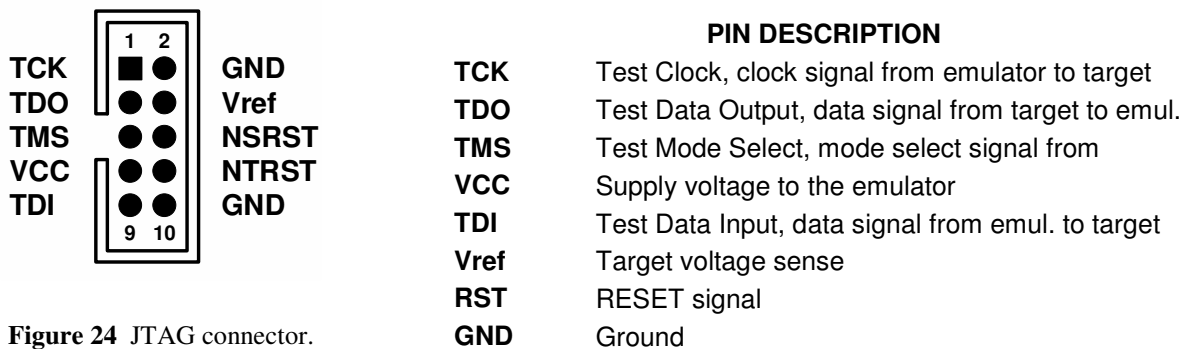 1 2
TCK GND
TDO Vref
TMS NSRST
VCC NTRST
TDI GND
9 10
Figure 24 JTAG connector.
PIN DESCRIPTION
TCK Test Clock, clock signal from emulator to target
TDO Test Data Output, data signal from target to emul.
TMS Test Mode Select, mode select signal from
VCC Supply voltage to the emulator
TDI Test Data Input, data signal from emul. to target
Vref Target voltage sense
RST RESET signal
GND Ground